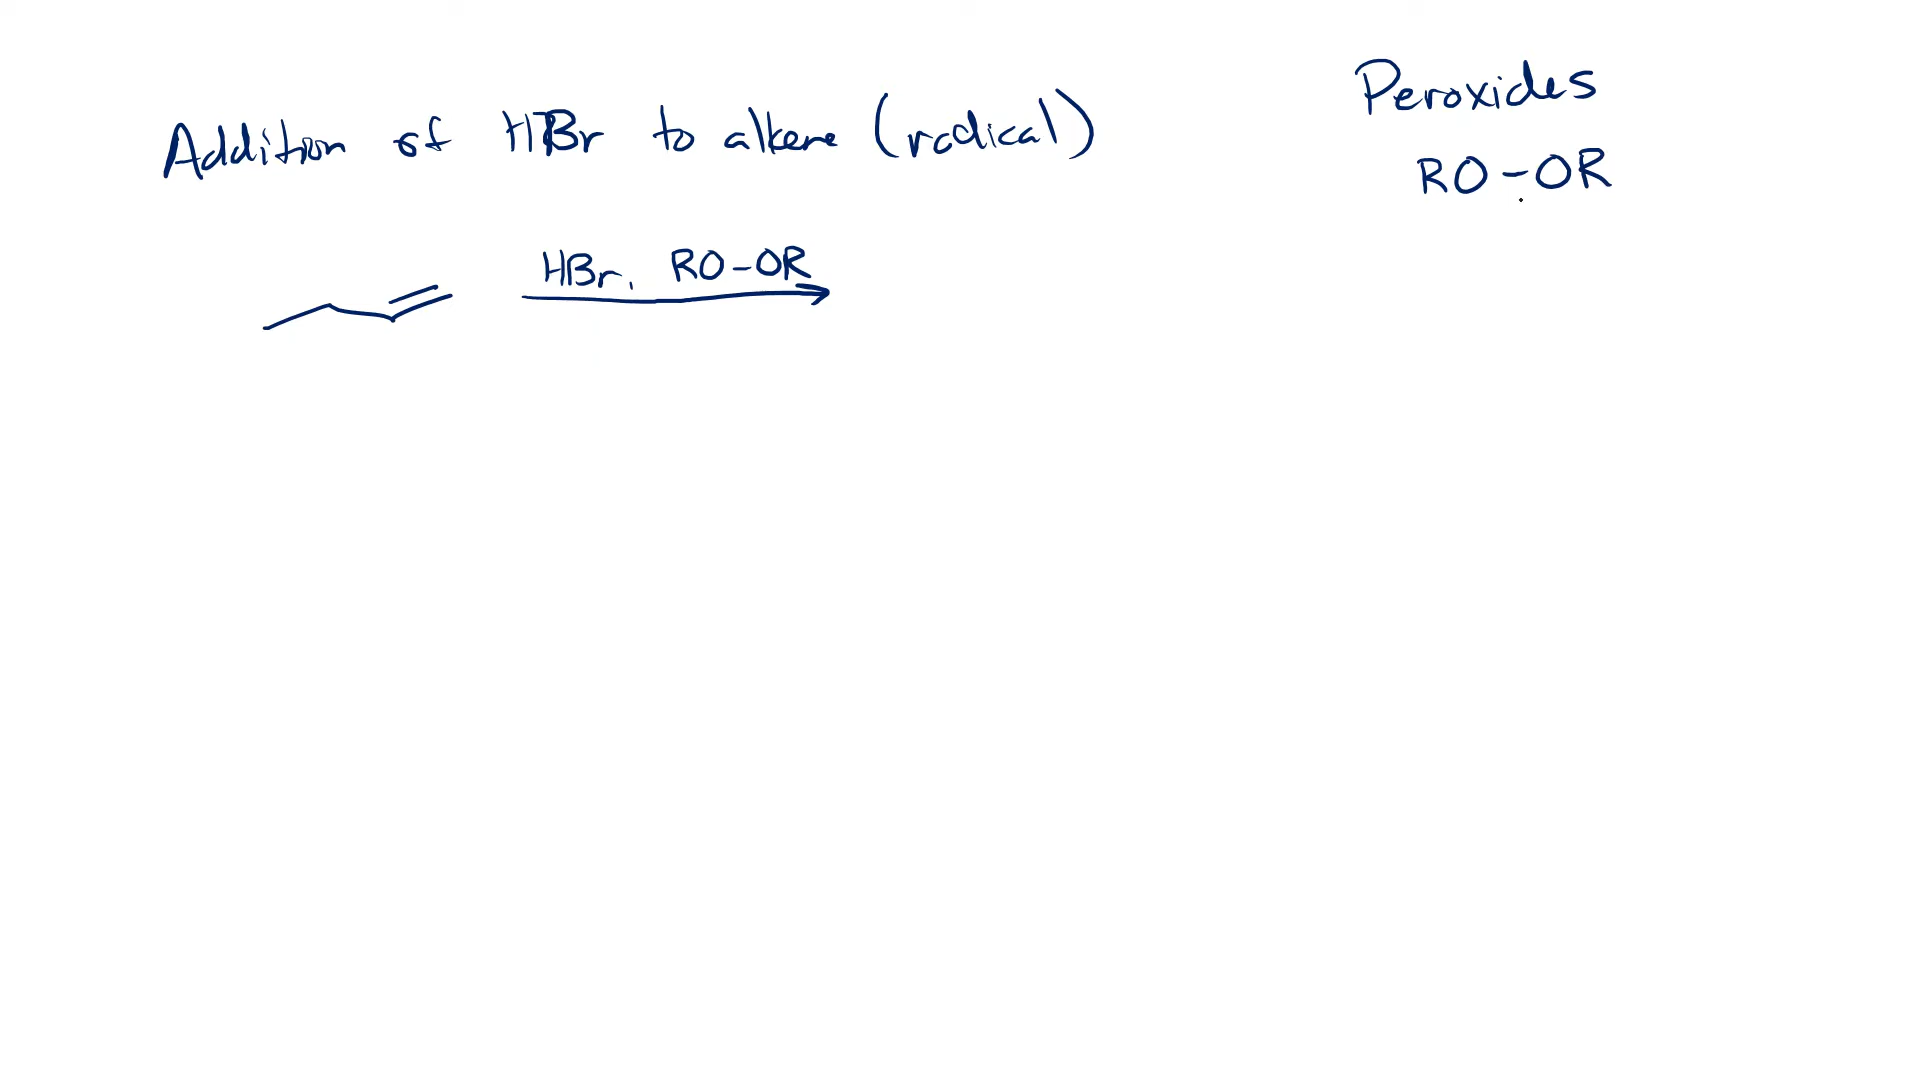 Addition of HBr to alkene (radical)
Peroxides
RO-OR
HBr, RO-OR